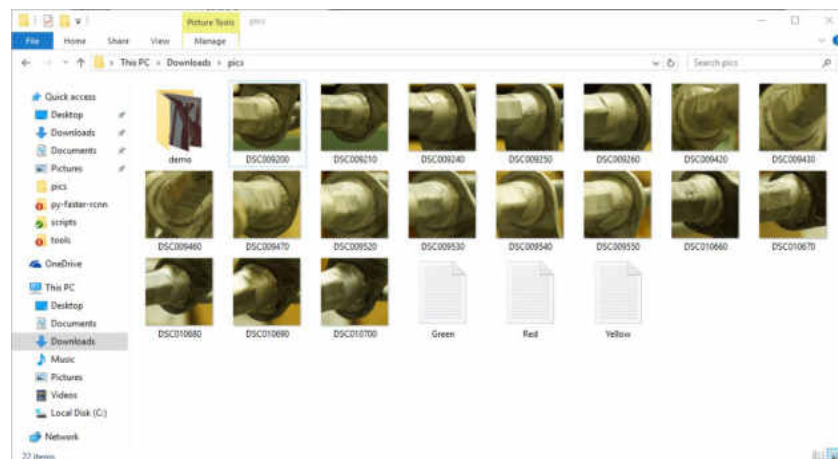 Picture Tools pics
File Home Share View Manage
This PC Downloads pics
Search pics
Quick access
Desktop
Downloads
Documents
Pictures
pics
py-faster-rcnn
scripts
tools
OneDrive
This PC
Desktop
Documents
Downloads
Music
Pictures
Videos
Local Disk (C:)
Network
22 items
demo DSC009200 DSC009210 DSC009240 DSC009250 DSC009260 DSC009420 DSC009430
DSC009460 DSC009470 DSC009520 DSC009530 DSC009540 DSC009550 DSC010660 DSC010670
DSC010680 DSC010690 DSC010700 Green Red Yellow